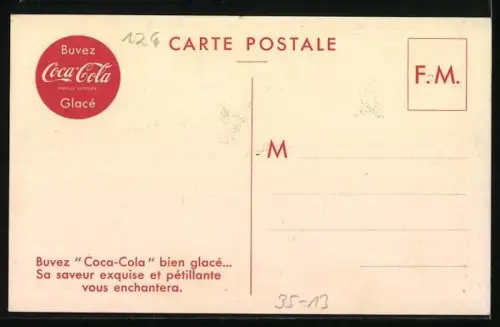 Buvez
Coca-Cola
Glacé
CARTE POSTALE
F.M.
M
Buvez "Coca-Cola" bien glacé...
Sa saveur exquise et pétillante
vous enchantera.
35-13